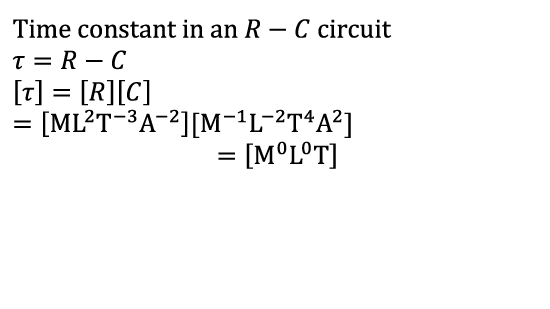 Time constant in an R − C circuit
τ = R − C
[τ] = [R][C]
= [ML²T⁻³A⁻²][M⁻¹L⁻²T⁴A²]
= [M⁰L⁰T]